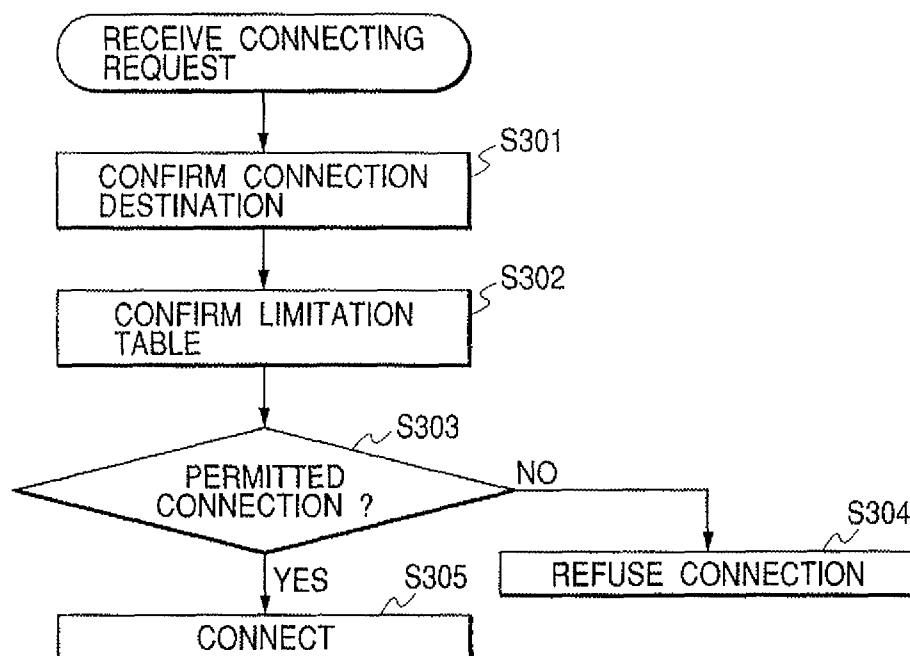 RECEIVE CONNECTING
REQUEST
S301
CONFIRM CONNECTION
DESTINATION
S302
CONFIRM LIMITATION
TABLE
S303
PERMITTED
CONNECTION ?
NO
S304
REFUSE CONNECTION
YES
S305
CONNECT